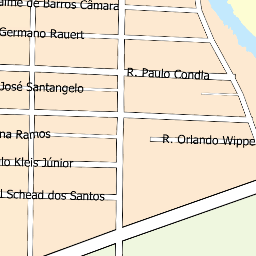 aime de Barros Câmara
Germano Rauert
R. Paulo Condla
José Santangelo
na Ramos
R. Orlando Wippe
lo Kleis Júnior
l Schead dos Santos